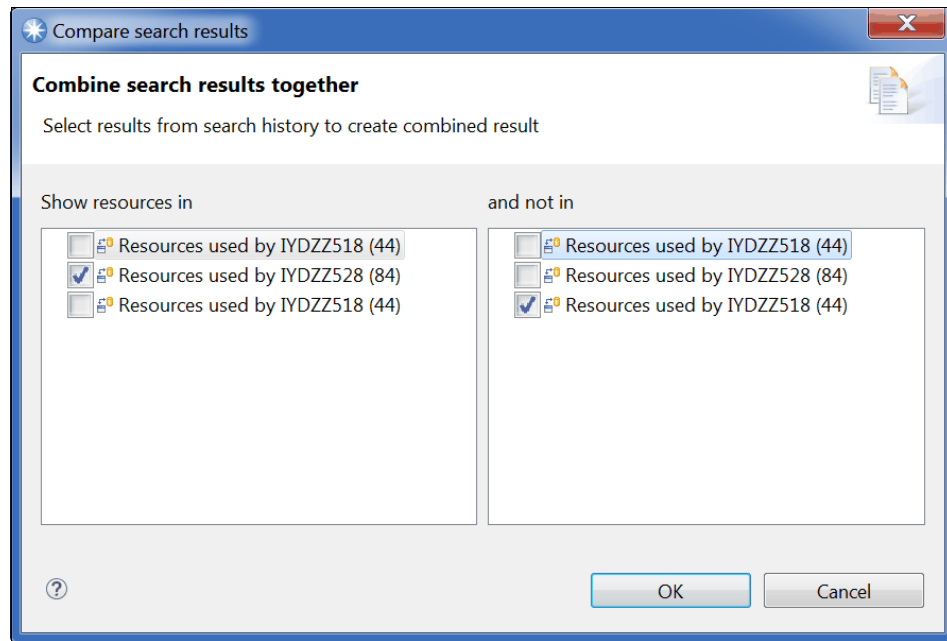 Compare search results
X
Combine search results together
Select results from search history to create combined result
Show resources in
Resources used by IYDZZ518 (44)
Resources used by IYDZZ528 (84)
Resources used by IYDZZ518 (44)
and not in
Resources used by IYDZZ518 (44)
Resources used by IYDZZ528 (84)
Resources used by IYDZZ518 (44)
?
OK
Cancel